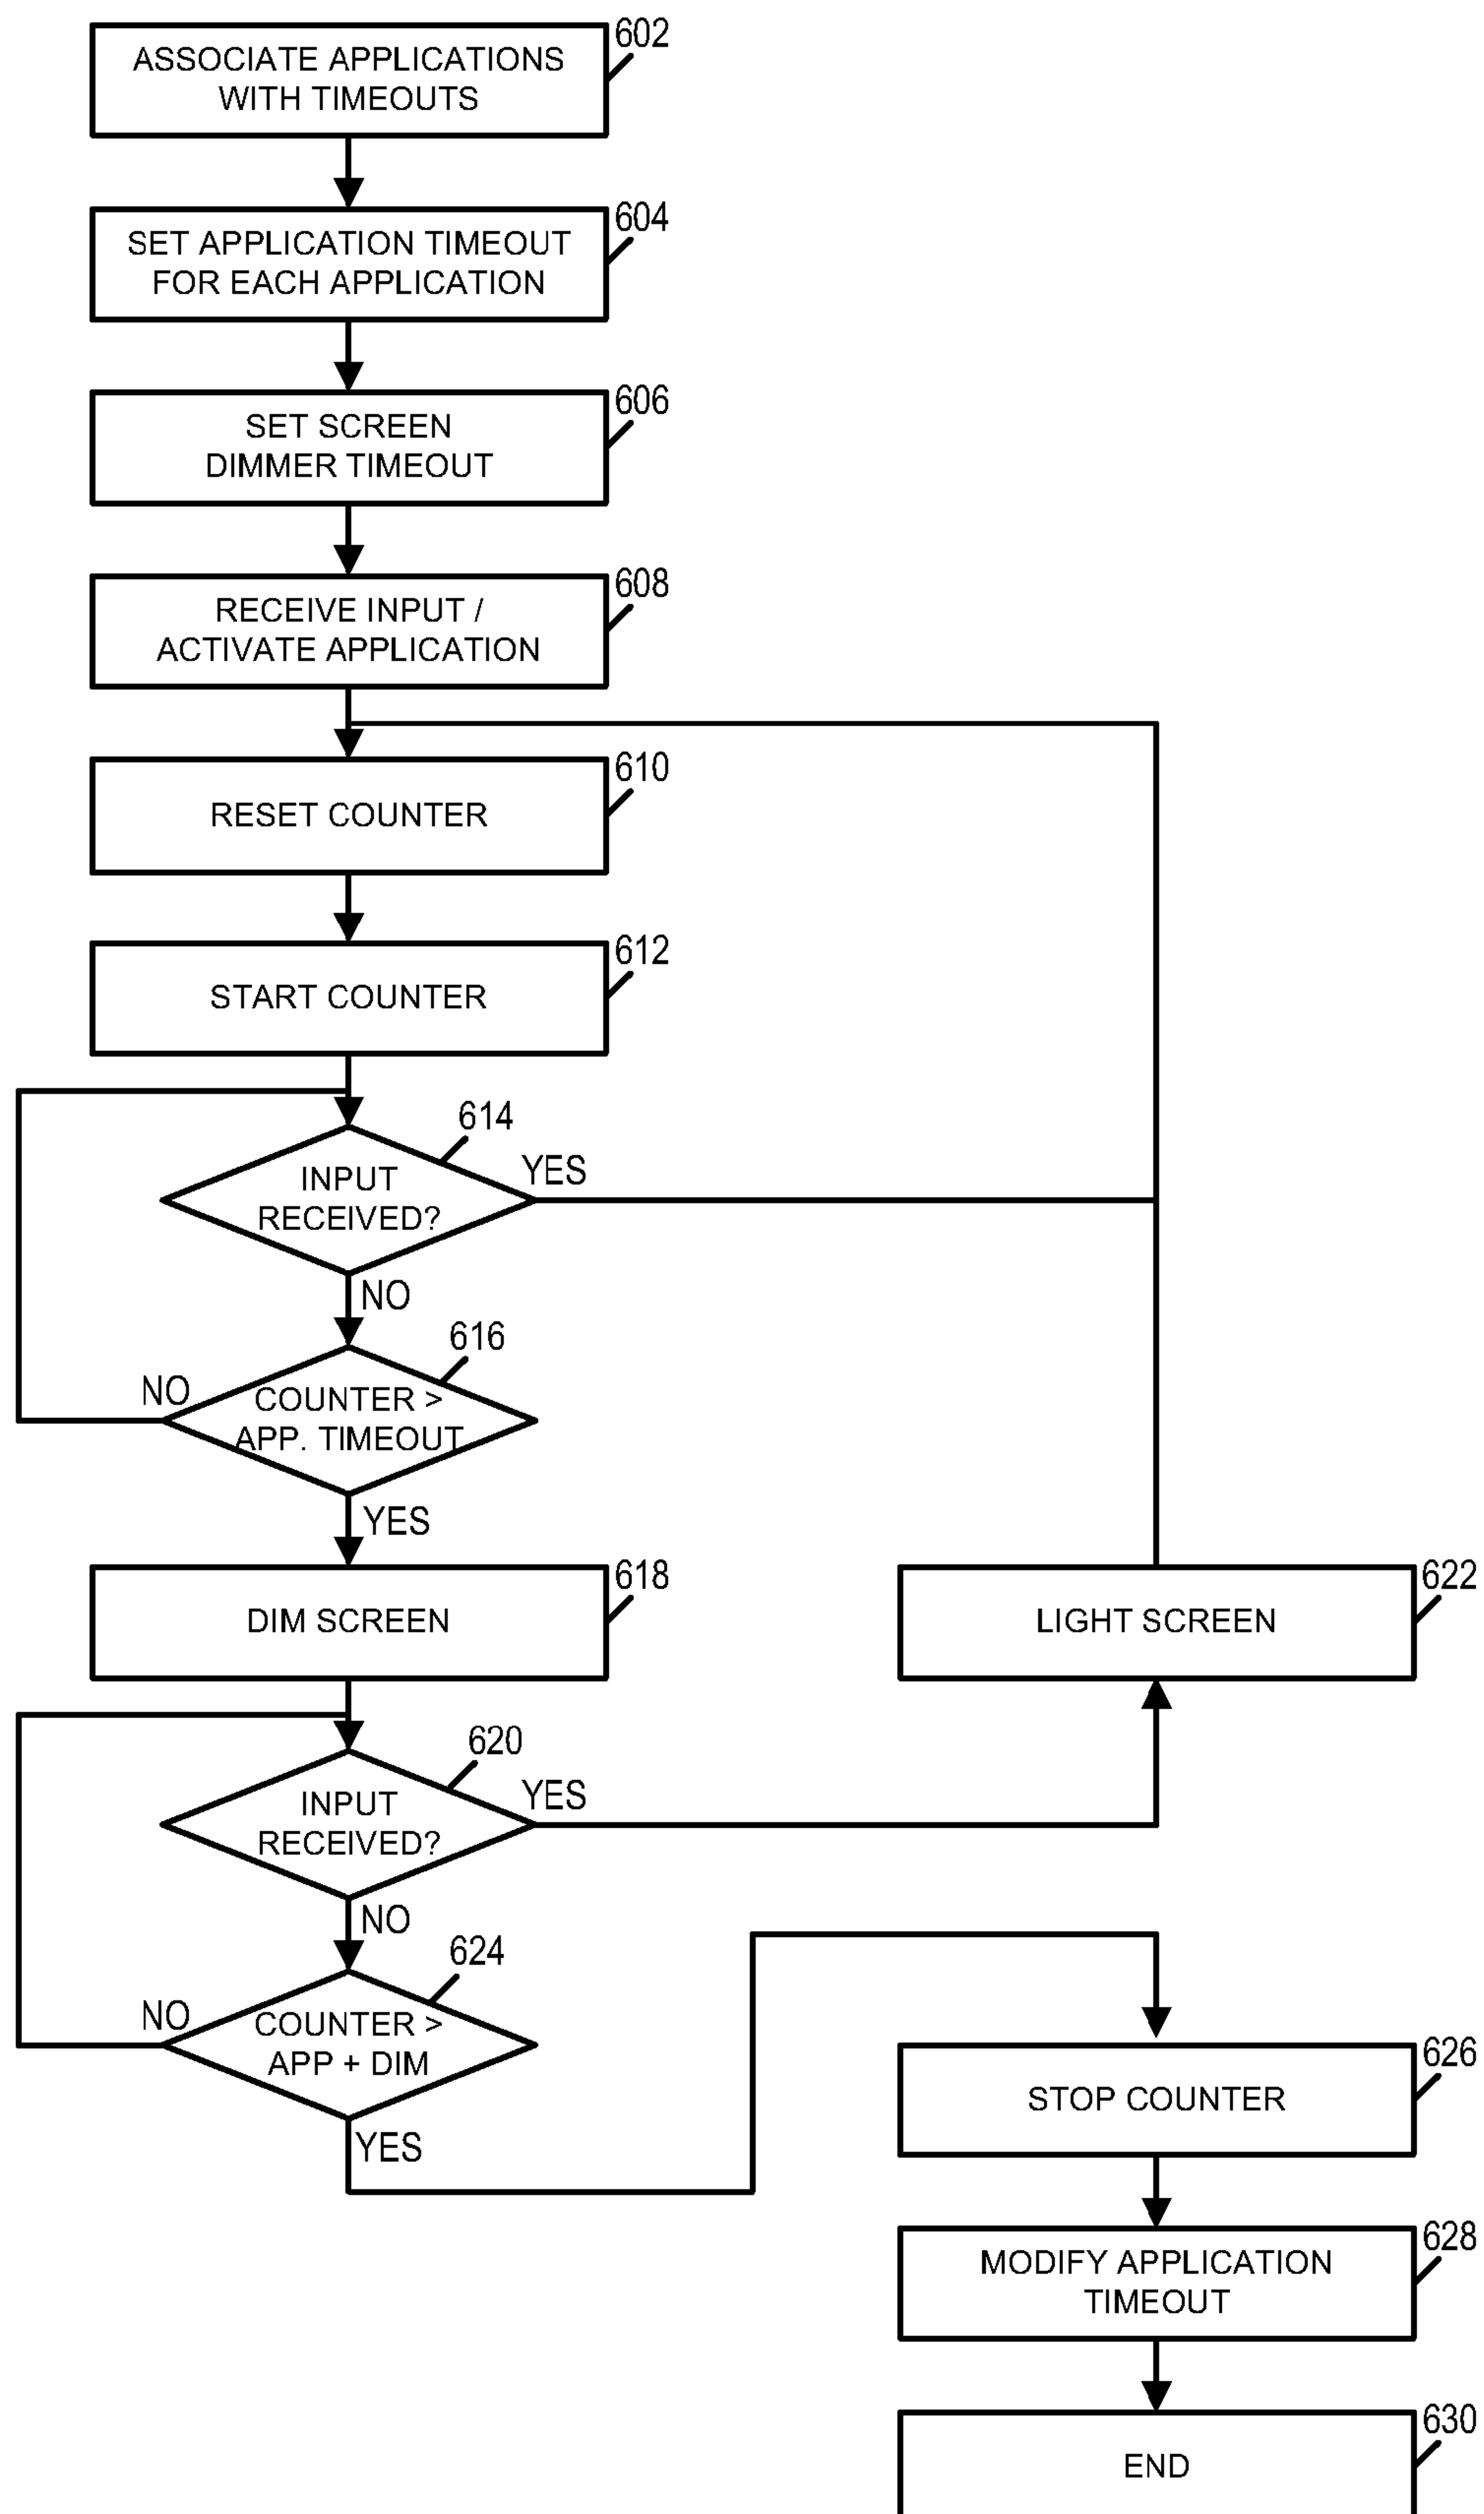 602
ASSOCIATE APPLICATIONS
WITH TIMEOUTS
604
SET APPLICATION TIMEOUT
FOR EACH APPLICATION
606
SET SCREEN
DIMMER TIMEOUT
608
RECEIVE INPUT /
ACTIVATE APPLICATION
610
RESET COUNTER
612
START COUNTER
614
INPUT
RECEIVED?
YES
NO
616
COUNTER >
APP. TIMEOUT
NO
YES
618
DIM SCREEN
622
LIGHT SCREEN
620
INPUT
RECEIVED?
YES
NO
624
COUNTER >
APP + DIM
NO
YES
626
STOP COUNTER
628
MODIFY APPLICATION
TIMEOUT
630
END